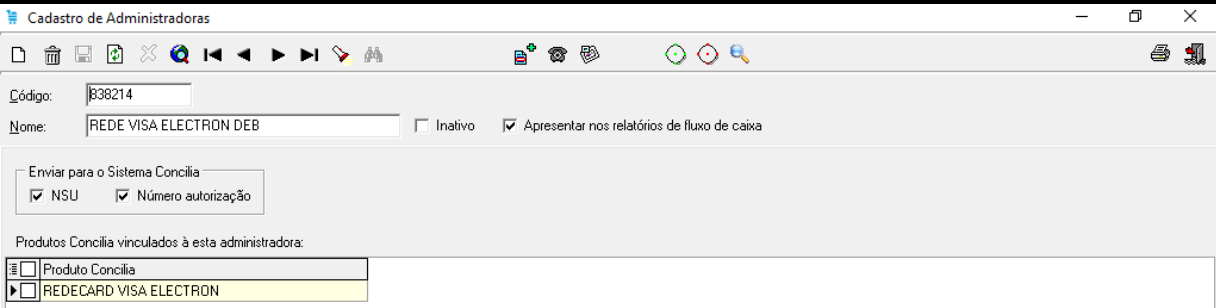 Cadastro de Administradoras
Código: 838214
Nome: REDE VISA ELECTRON DEB Inativo Apresentar nos relatórios de fluxo de caixa
Enviar para o Sistema Concilia
NSU Número autorização
Produtos Concilia vinculados à esta administradora:
Produto Concilia
REDECARD VISA ELECTRON